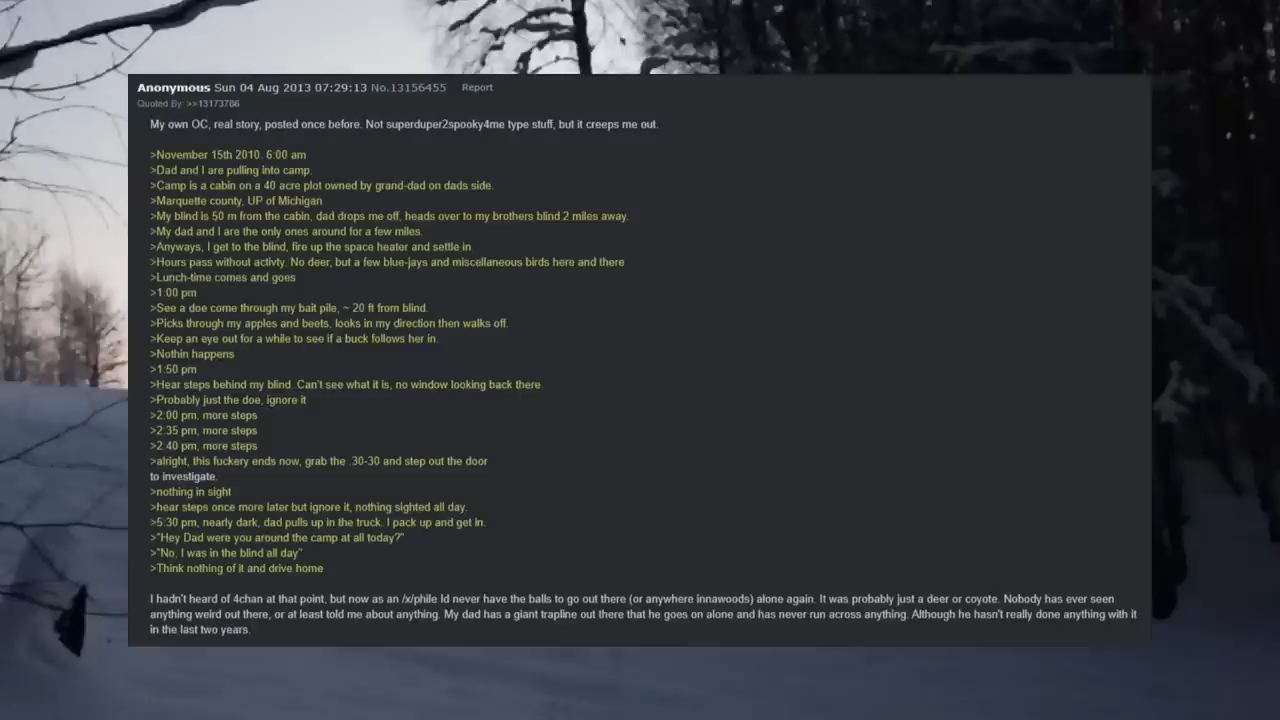 Anonymous Sun 04 Aug 2013 07:29:13 No.13156455 Report
Quoted By: >>13173786
My own OC, real story, posted once before. Not superduper2spooky4me type stuff, but it creeps me out.
>November 15th 2010. 6:00 am
>Dad and I are pulling into camp.
>Camp is a cabin on a 40 acre plot owned by grand-dad on dads side.
>Marquette county, UP of Michigan
>My blind is 50 m from the cabin, dad drops me off, heads over to my brothers blind 2 miles away.
>My dad and I are the only ones around for a few miles.
>Anyways, I get to the blind, fire up the space heater and settle in.
>Hours pass without activty. No deer, but a few blue-jays and miscellaneous birds here and there
>Lunch-time comes and goes
>1:00 pm
>See a doe come through my bait pile, ~ 20 ft from blind.
>Picks through my apples and beets, looks in my direction then walks off.
>Keep an eye out for a while to see if a buck follows her in.
>Nothin happens
>1:50 pm
>Hear steps behind my blind. Can't see what it is, no window looking back there
>Probably just the doe, ignore it
>2:00 pm, more steps
>2:35 pm, more steps
>2:40 pm, more steps
>alright, this fuckery ends now, grab the .30-30 and step out the door
to investigate.
>nothing in sight
>hear steps once more later but ignore it, nothing sighted all day.
>5:30 pm, nearly dark, dad pulls up in the truck. I pack up and get in.
>"Hey Dad were you around the camp at all today?"
>"No, I was in the blind all day"
>Think nothing of it and drive home
I hadn't heard of 4chan at that point, but now as an /x/phile Id never have the balls to go out there (or anywhere innawoods) alone again. It was probably just a deer or coyote. Nobody has ever seen
anything weird out there, or at least told me about anything. My dad has a giant trapline out there that he goes on alone and has never run across anything. Although he hasn't really done anything with it
in the last two years.